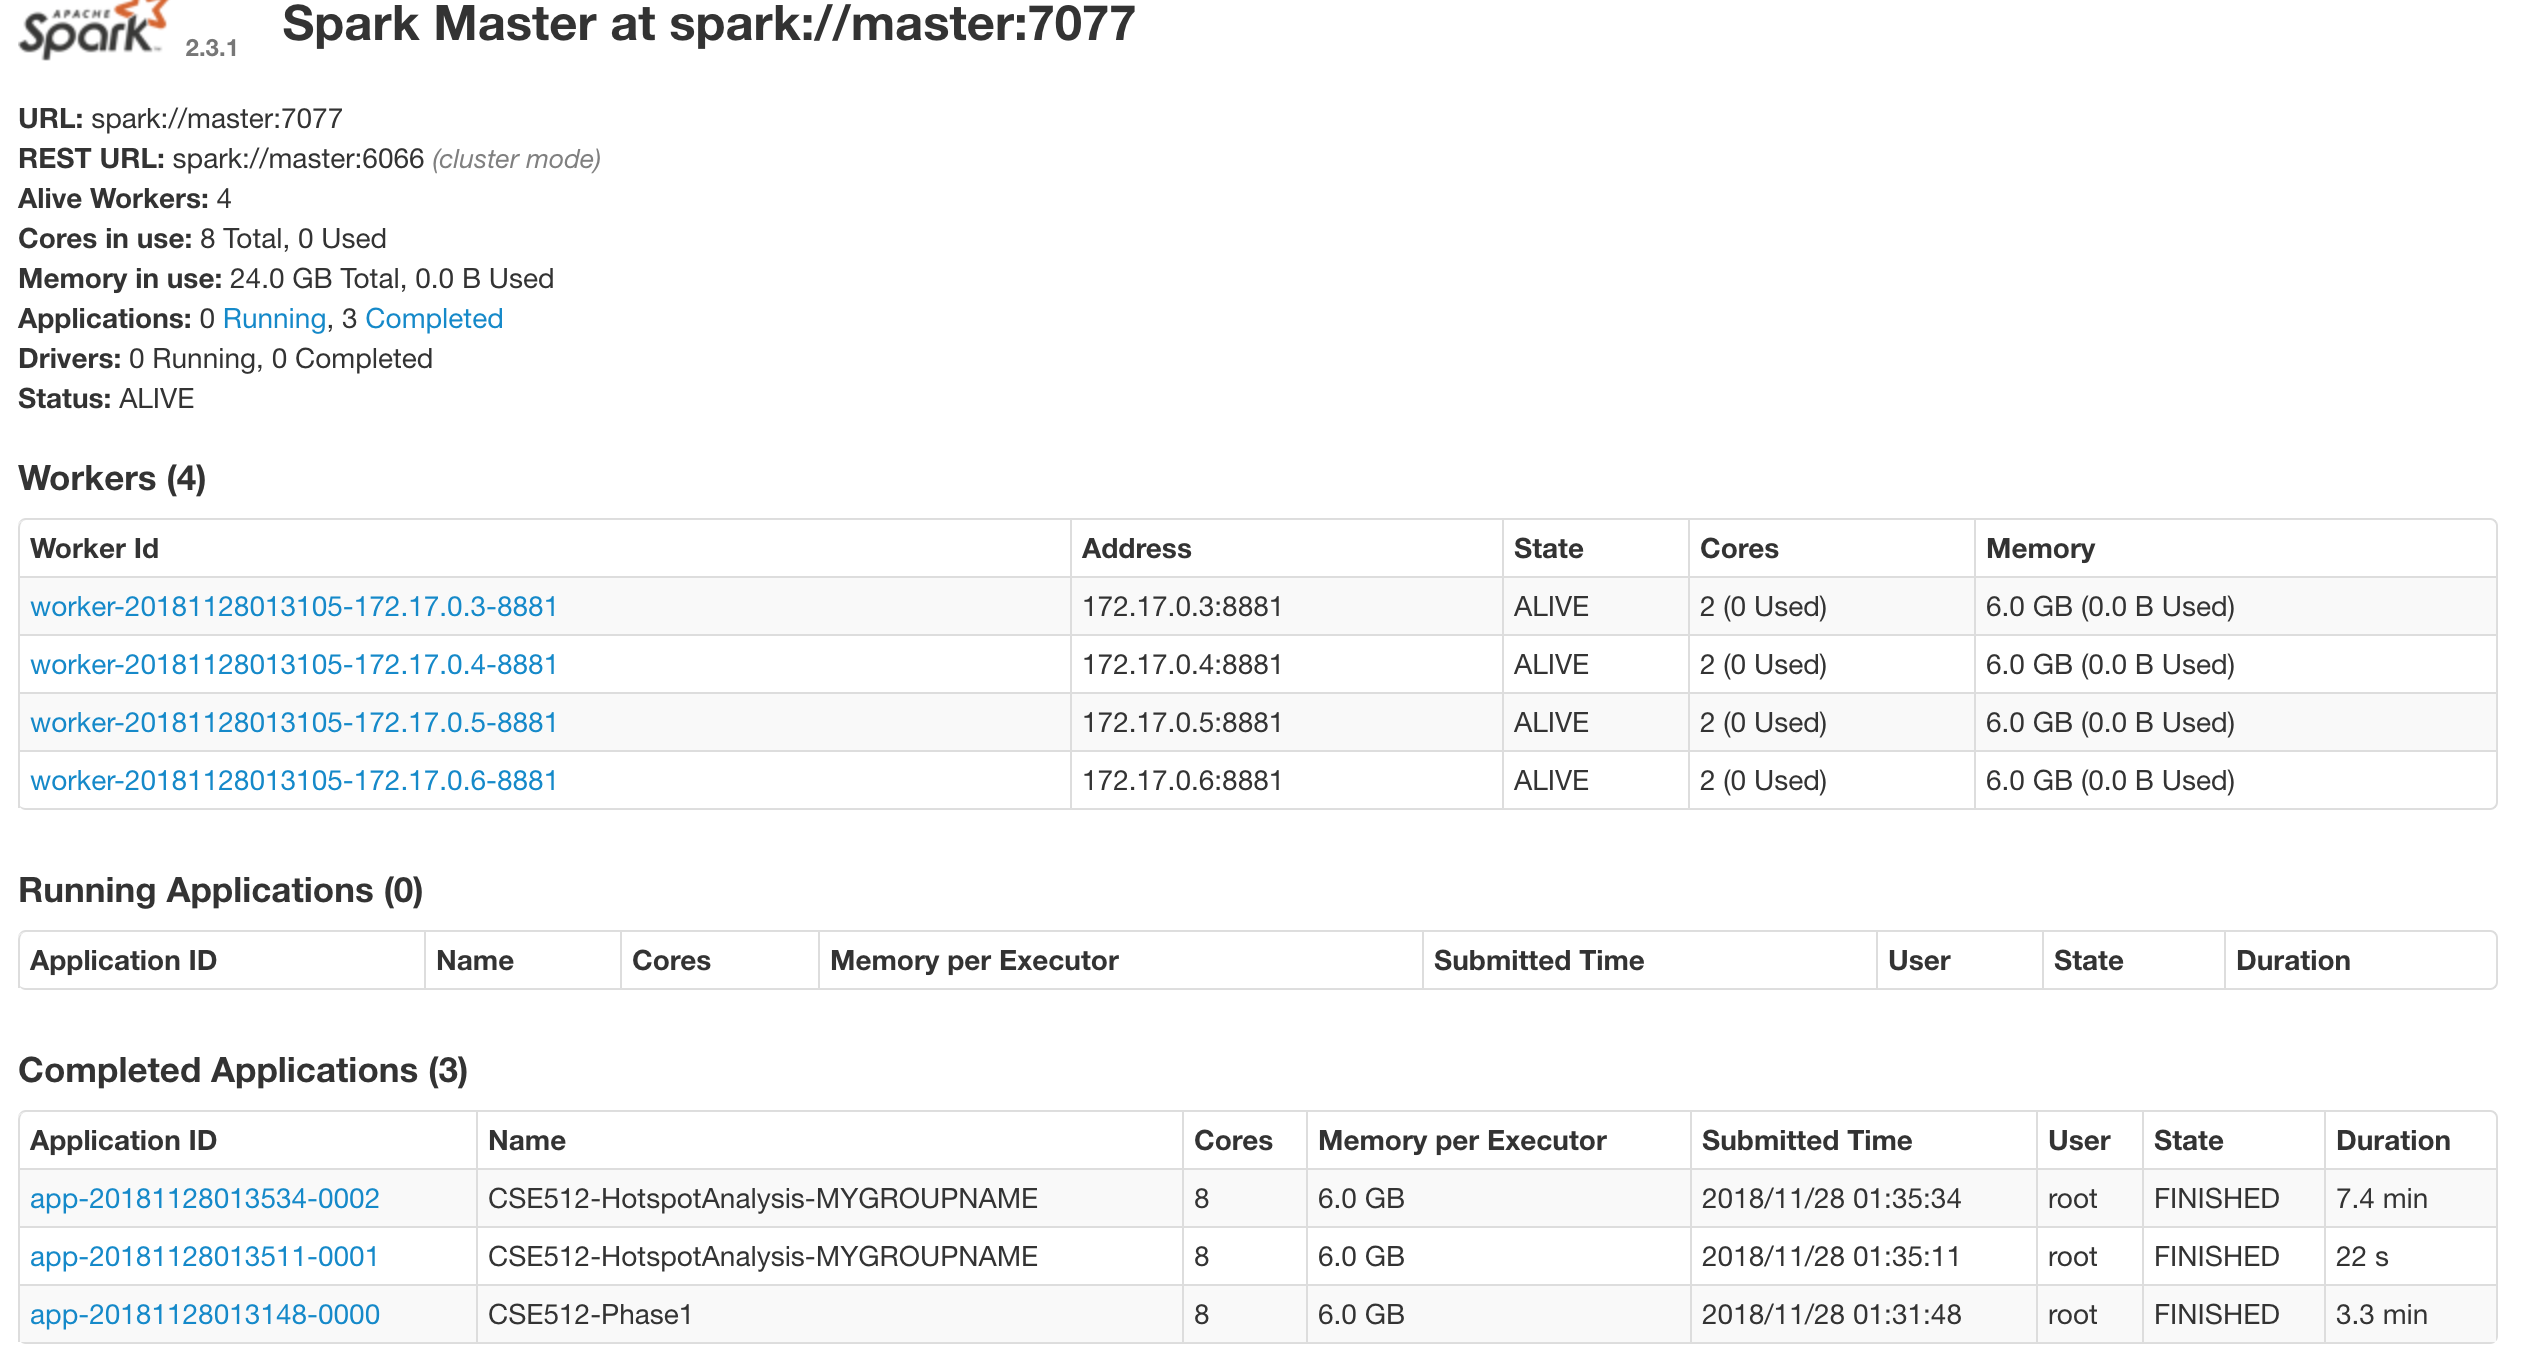 APACHE
Spark™ 2.3.1 Spark Master at spark://master:7077
URL: spark://master:7077
REST URL: spark://master:6066 (cluster mode)
Alive Workers: 4
Cores in use: 8 Total, 0 Used
Memory in use: 24.0 GB Total, 0.0 B Used
Applications: 0 Running, 3 Completed
Drivers: 0 Running, 0 Completed
Status: ALIVE
Workers (4)
Worker Id Address State Cores Memory
worker-20181128013105-172.17.0.3-8881 172.17.0.3:8881 ALIVE 2 (0 Used) 6.0 GB (0.0 B Used)
worker-20181128013105-172.17.0.4-8881 172.17.0.4:8881 ALIVE 2 (0 Used) 6.0 GB (0.0 B Used)
worker-20181128013105-172.17.0.5-8881 172.17.0.5:8881 ALIVE 2 (0 Used) 6.0 GB (0.0 B Used)
worker-20181128013105-172.17.0.6-8881 172.17.0.6:8881 ALIVE 2 (0 Used) 6.0 GB (0.0 B Used)
Running Applications (0)
Application ID Name Cores Memory per Executor Submitted Time User State Duration
Completed Applications (3)
Application ID Name Cores Memory per Executor Submitted Time User State Duration
app-20181128013534-0002 CSE512-HotspotAnalysis-MYGROUPNAME 8 6.0 GB 2018/11/28 01:35:34 root FINISHED 7.4 min
app-20181128013511-0001 CSE512-HotspotAnalysis-MYGROUPNAME 8 6.0 GB 2018/11/28 01:35:11 root FINISHED 22 s
app-20181128013148-0000 CSE512-Phase1 8 6.0 GB 2018/11/28 01:31:48 root FINISHED 3.3 min